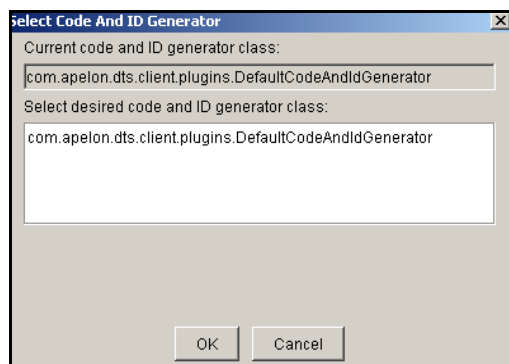 Select Code And ID Generator
Current code and ID generator class:
com.apelon.dts.client.plugins.DefaultCodeAndIdGenerator
Select desired code and ID generator class:
com.apelon.dts.client.plugins.DefaultCodeAndIdGenerator
OK Cancel